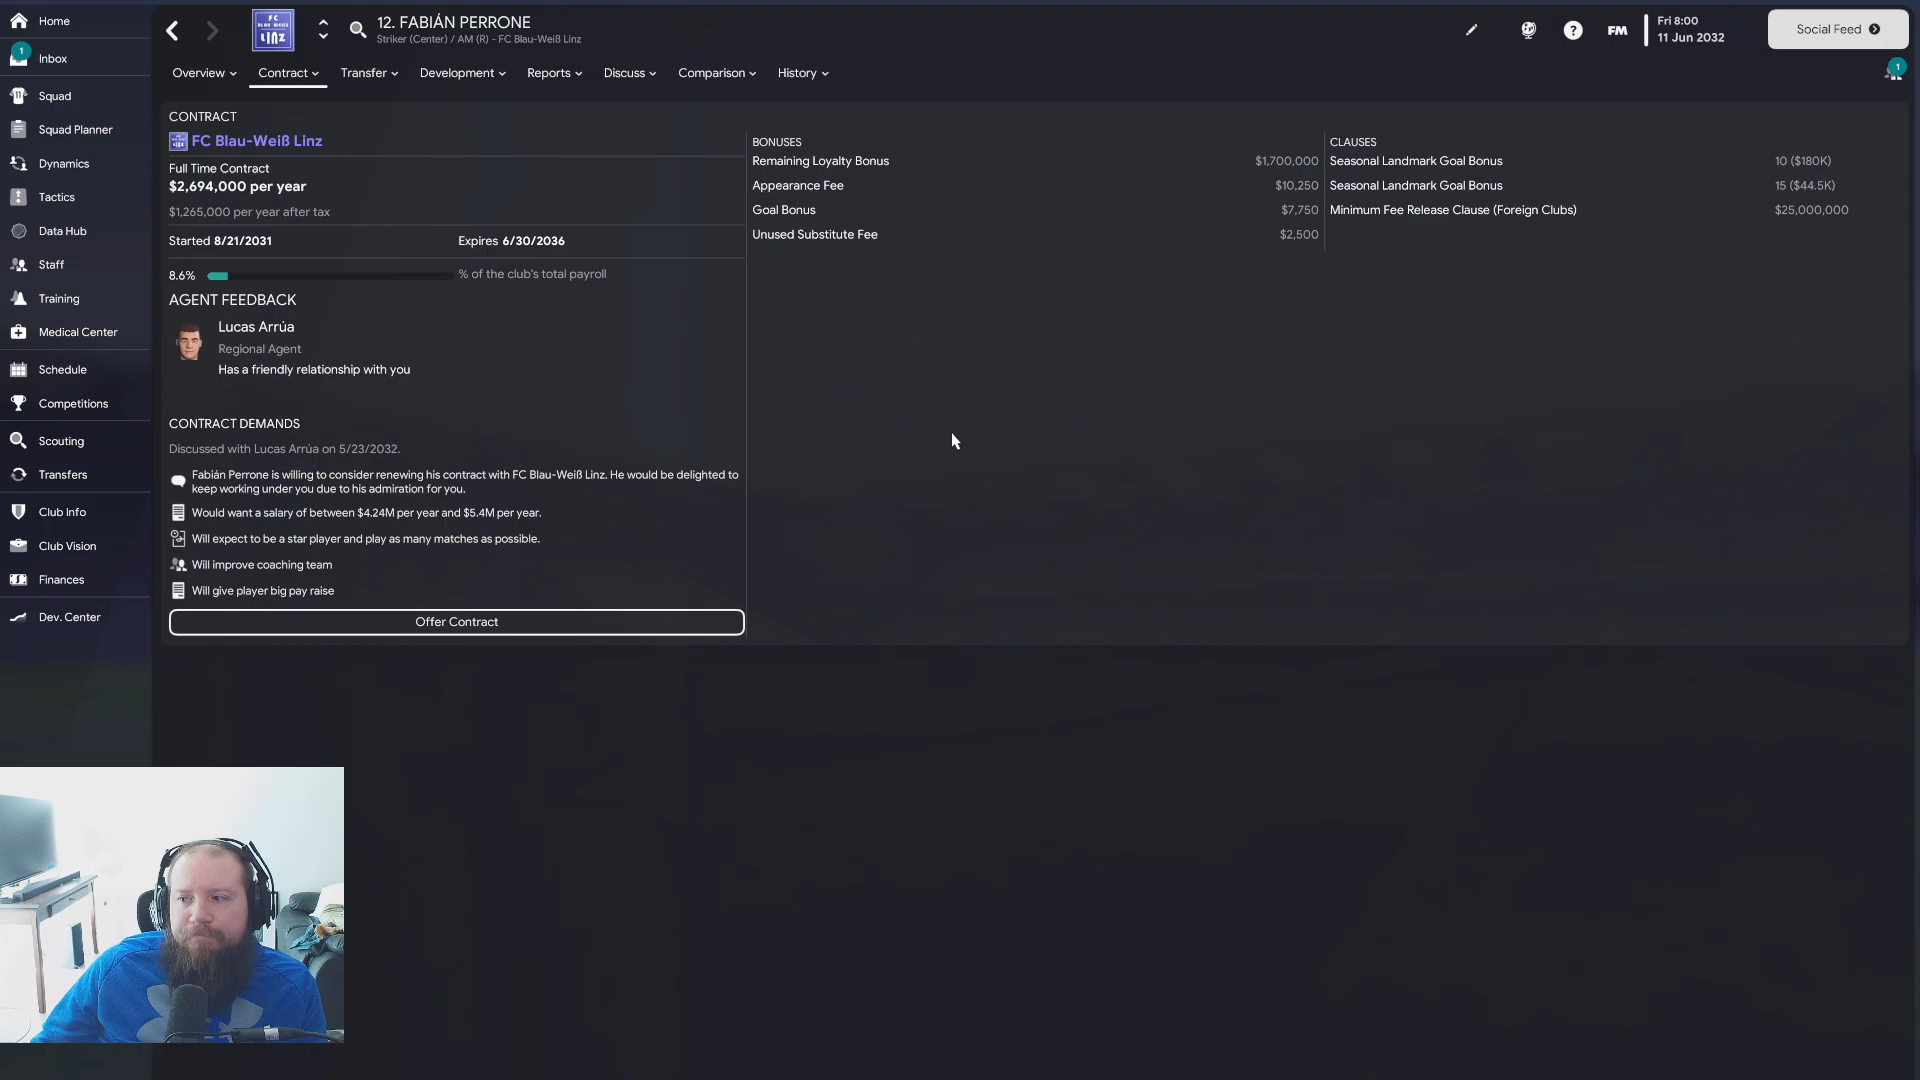 Home
1
Inbox
Squad
Squad Planner
Dynamics
Tactics
Data Hub
Staff
Training
Medical Center
Schedule
Competitions
Scouting
Transfers
Club Info
Club Vision
Finances
Dev. Center
FC
BLAU WEISS
LINZ
12. FABIÁN PERRONE
Striker (Center) / AM (R) - FC Blau-Weiß Linz
?
FM
Fri 8:00
11 Jun 2032
Social Feed
Overview
Contract
Transfer
Development
Reports
Discuss
Comparison
History
1
CONTRACT
FC Blau-Weiß Linz
Full Time Contract
$2,694,000 per year
$1,265,000 per year after tax
Started 8/21/2031 Expires 6/30/2036
8.6% % of the club's total payroll
AGENT FEEDBACK
Lucas Arrúa
Regional Agent
Has a friendly relationship with you
CONTRACT DEMANDS
Discussed with Lucas Arrúa on 5/23/2032.
Fabián Perrone is willing to consider renewing his contract with FC Blau-Weiß Linz. He would be delighted to
keep working under you due to his admiration for you.
Would want a salary of between $4.24M per year and $5.4M per year.
Will expect to be a star player and play as many matches as possible.
Will improve coaching team
Will give player big pay raise
Offer Contract
BONUSES
Remaining Loyalty Bonus $1,700,000
Appearance Fee $10,250
Goal Bonus $7,750
Unused Substitute Fee $2,500
CLAUSES
Seasonal Landmark Goal Bonus 10 ($180K)
Seasonal Landmark Goal Bonus 15 ($44.5K)
Minimum Fee Release Clause (Foreign Clubs) $25,000,000